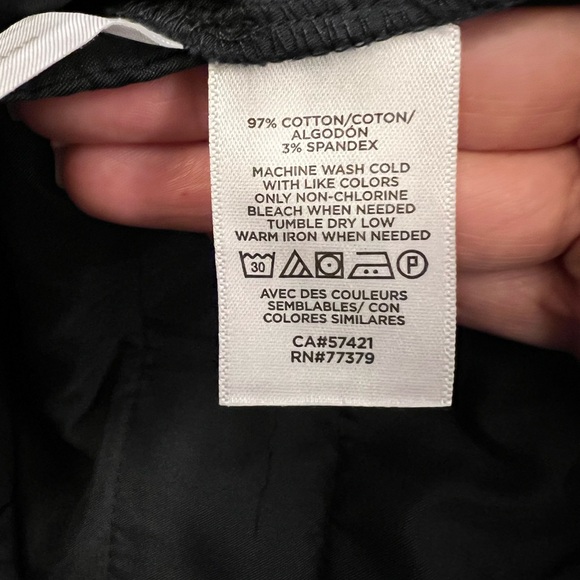 97% COTTON/COTON/
ALGODÓN
3% SPANDEX
MACHINE WASH COLD
WITH LIKE COLORS
ONLY NON-CHLORINE
BLEACH WHEN NEEDED
TUMBLE DRY LOW
WARM IRON WHEN NEEDED
30 P
AVEC DES COULEURS
SEMBLABLES/ CON
COLORES SIMILARES
CA#57421
RN#77379